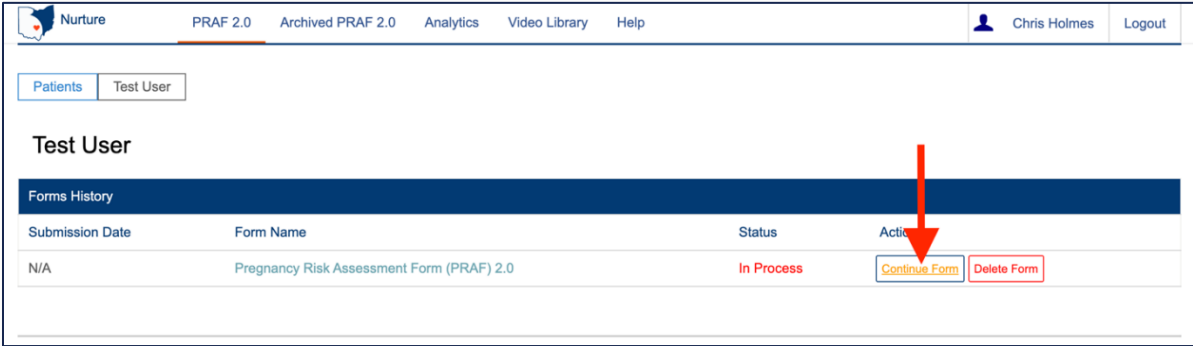 Nurture PRAF 2.0 Archived PRAF 2.0 Analytics Video Library Help Chris Holmes Logout
Patients Test User
Test User
Forms History
Submission Date Form Name Status
N/A Pregnancy Risk Assessment Form (PRAF) 2.0 In Process Continue Form Delete Form